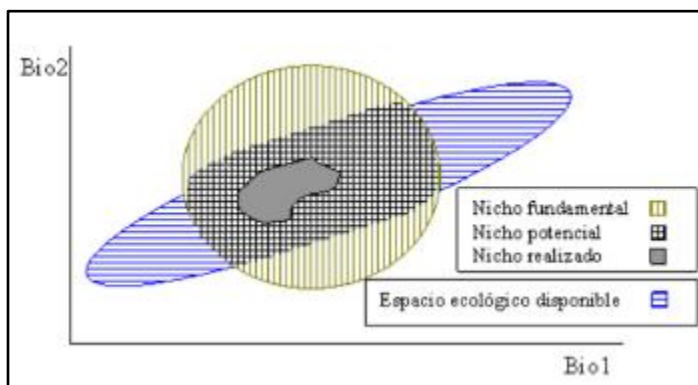 Bio2
Nicho fundamental
Nicho potencial
Nicho realizado
Espacio ecológico disponible
Bio1